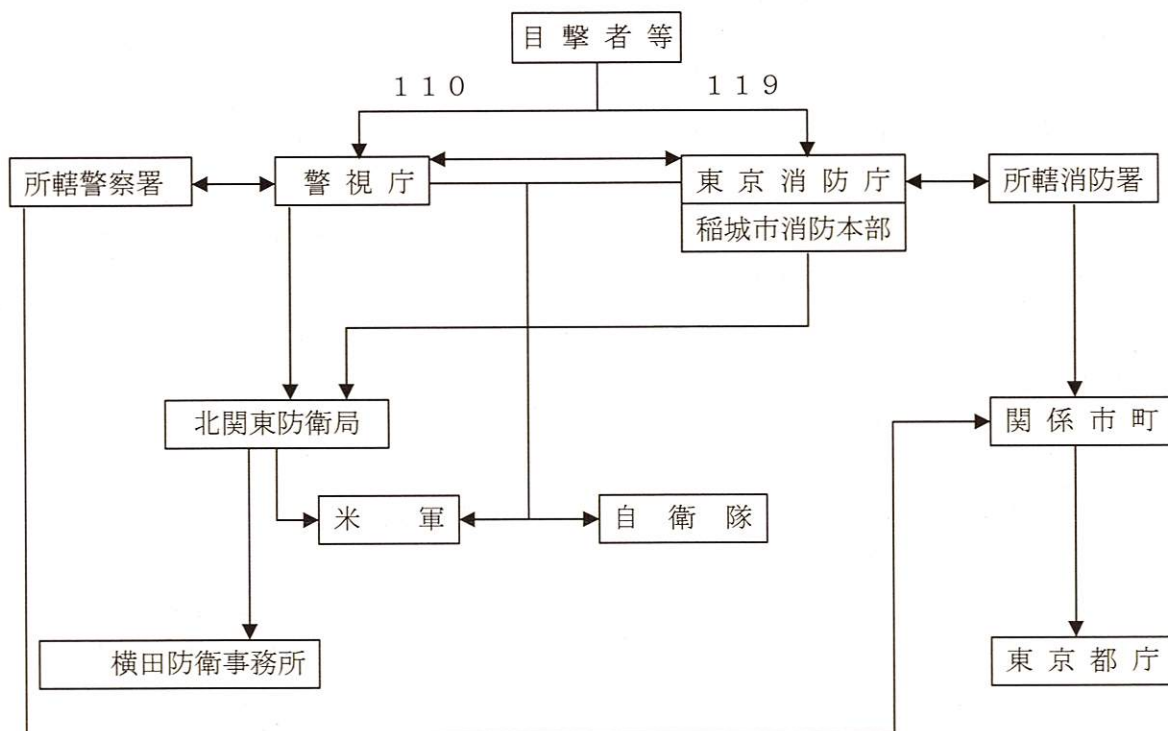 目撃者等
１１０
１１９
所轄警察署
警視庁
東京消防庁
所轄消防署
稲城市消防本部
北関東防衛局
関係市町
米　　軍
自衛隊
横田防衛事務所
東京都庁